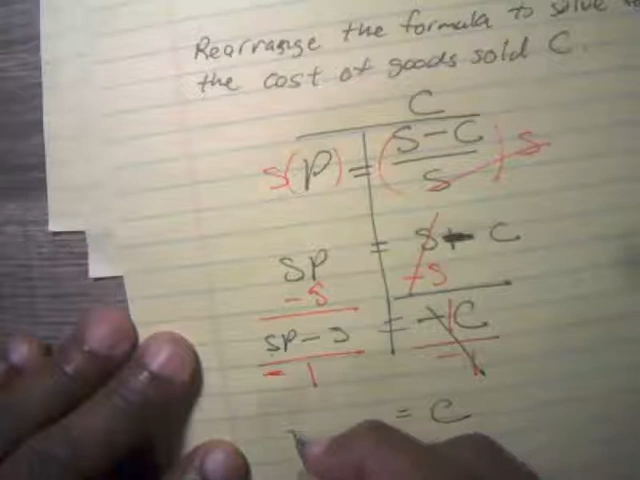 Rearrange the formula to solve
the cost of goods sold C.
C
S(P) = (S-C/S) S
SP = S - C
-S -S
SP-S = -1C
-1 -1
= C